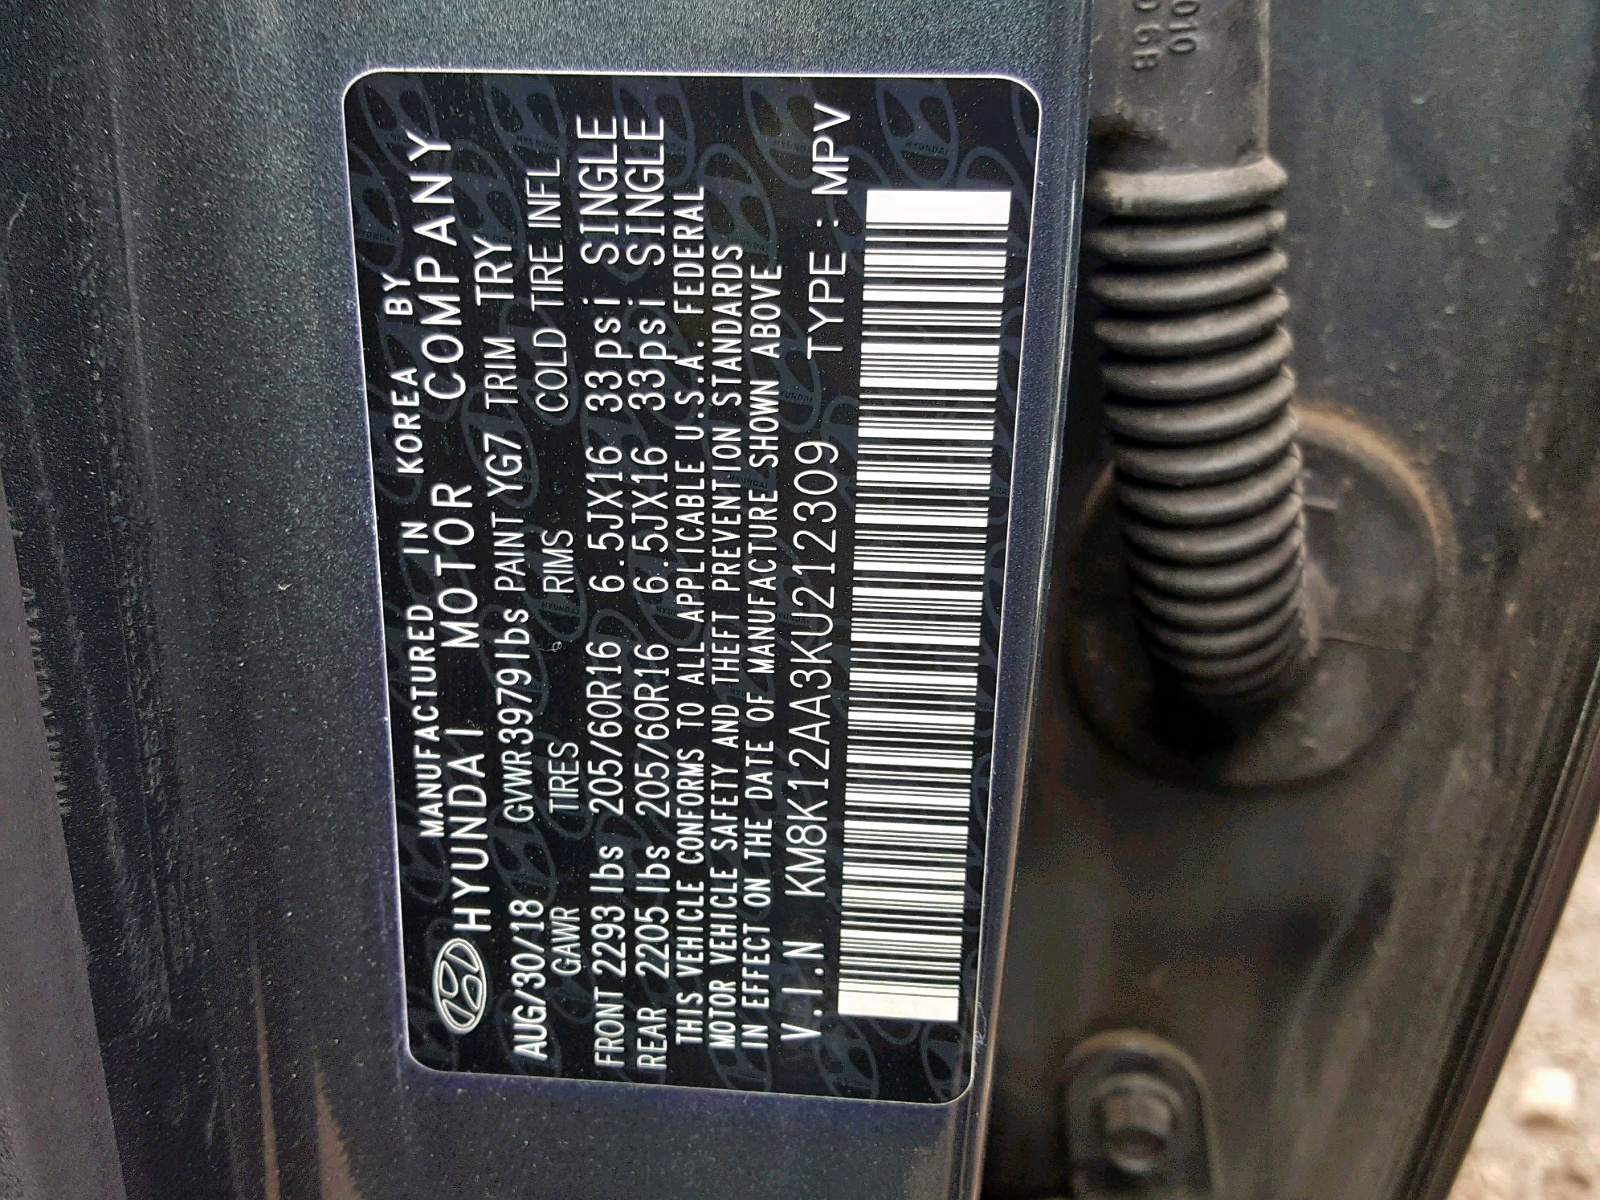 MANUFACTURED IN KOREA BY
HYUNDAI MOTOR COMPANY
AUG/30/18 GVWR3979lbs PAINT YG7 TRIM TRY
GAWR TIRES RIMS COLD TIRE INFL
FRONT 2293 lbs 205/60R16 6.5JX16 33psi SINGLE
REAR 2205 lbs 205/60R16 6.5JX16 33psi SINGLE
THIS VEHICLE CONFORMS TO ALL APPLICABLE U.S.A FEDERAL
MOTOR VEHICLE SAFETY AND THEFT PREVENTION STANDARDS
IN EFFECT ON THE DATE OF MANUFACTURE SHOWN ABOVE
V.I.N KM8K12AA3KU212309 TYPE : MPV